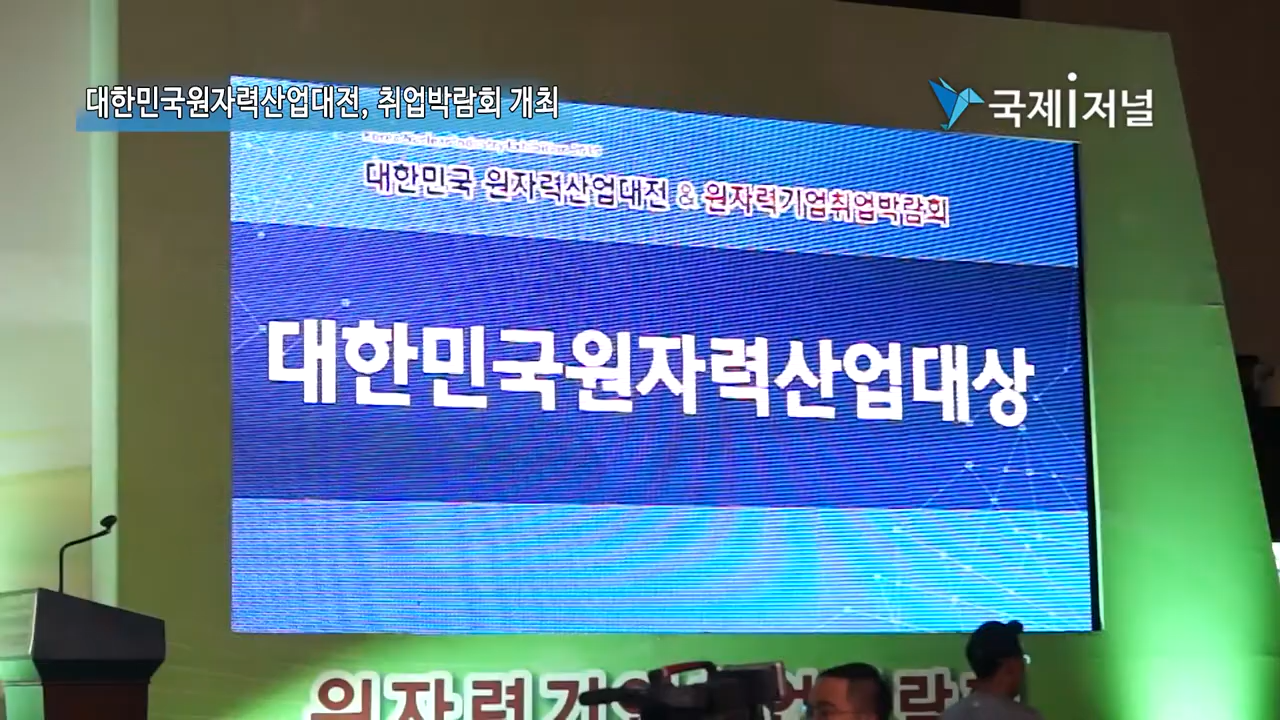 대한민국원자력산업대전, 취업박람회 개최
국제i저널
대한민국 원자력산업대전 & 원자력기업취업박람회
대한민국원자력산업대상